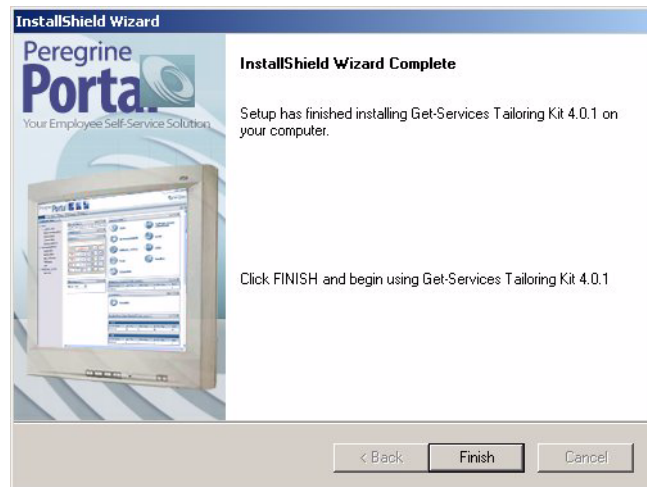 InstallShield Wizard
Peregrine
Portal
Your Employee Self-Service Solution
InstallShield Wizard Complete
Setup has finished installing Get-Services Tailoring Kit 4.0.1 on
your computer.
Click FINISH and begin using Get-Services Tailoring Kit 4.0.1
< Back
Finish
Cancel